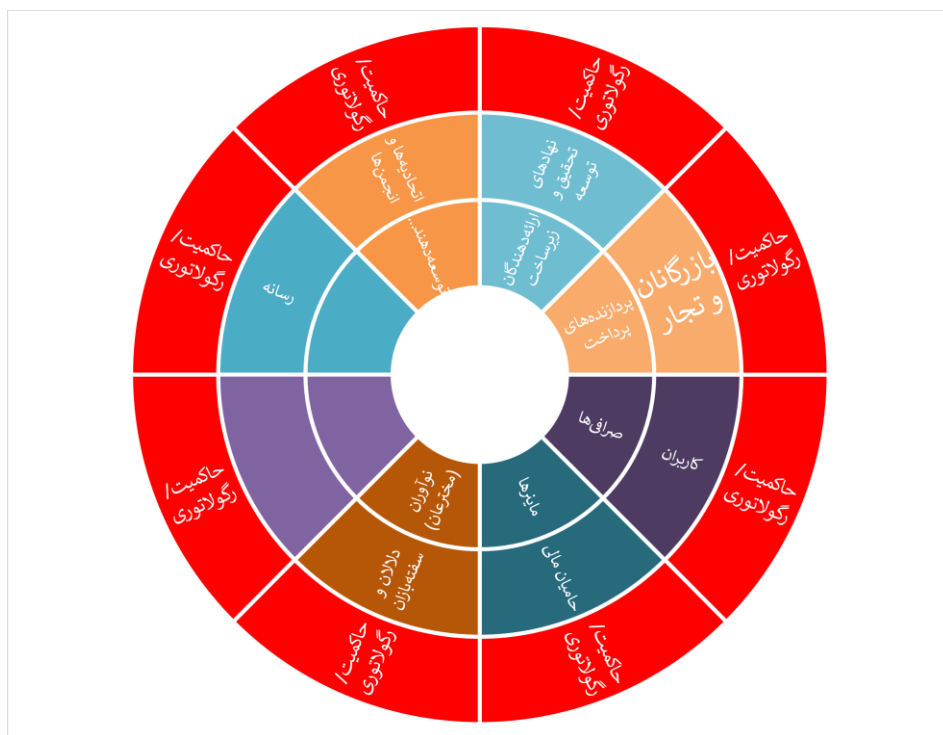 حاکمیت/
رگولاتوری
حاکمیت/
رگولاتوری
حاکمیت/
رگولاتوری
حاکمیت/
رگولاتوری
حاکمیت/
رگولاتوری
حاکمیت/
رگولاتوری
حاکمیت/
رگولاتوری
حاکمیت/
رگولاتوری
نهادهای
تحقیق و
توسعه
بازرگانان
و تجار
کاربران
حامیان مالی
دلالان و
سفته‌بازان
رسانه
اتحادیه‌ها و
انجمن‌ها
ارائه‌دهندگان
زیرساخت
پردازنده‌های
پرداخت
صرافی‌ها
ماینرها
نوآوران
(مخترعان)
توسعه‌دهند...